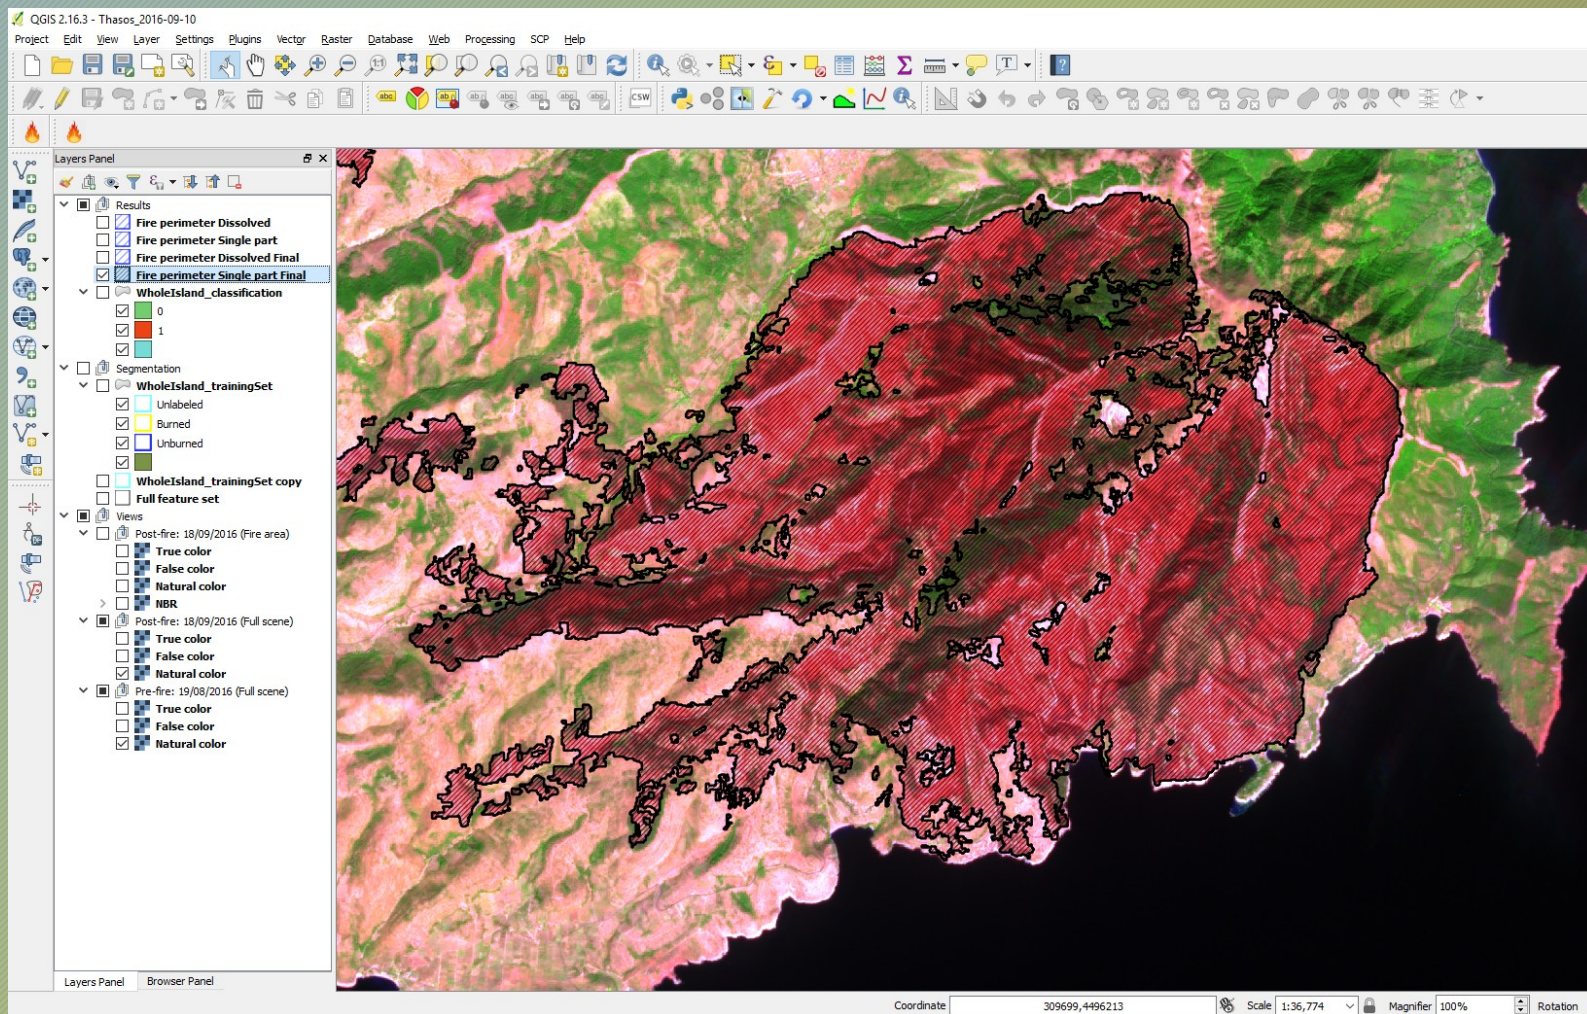 QGIS 2.16.3 - Thasos_2016-09-10
Project Edit View Layer Settings Plugins Vector Raster Database Web Processing SCP Help
Layers Panel
Results
Fire perimeter Dissolved
Fire perimeter Single part
Fire perimeter Dissolved Final
Fire perimeter Single part Final
WholeIsland_classification
0
1
Segmentation
WholeIsland_trainingSet
Unlabeled
Burned
Unburned
WholeIsland_trainingSet copy
Full feature set
Views
Post-fire: 18/09/2016 (Fire area)
True color
False color
Natural color
NBR
Post-fire: 18/09/2016 (Full scene)
True color
False color
Natural color
Pre-fire: 19/08/2016 (Full scene)
True color
False color
Natural color
Layers Panel Browser Panel
Coordinate 309699,4496213 Scale 1:36,774 Magnifier 100% Rotation